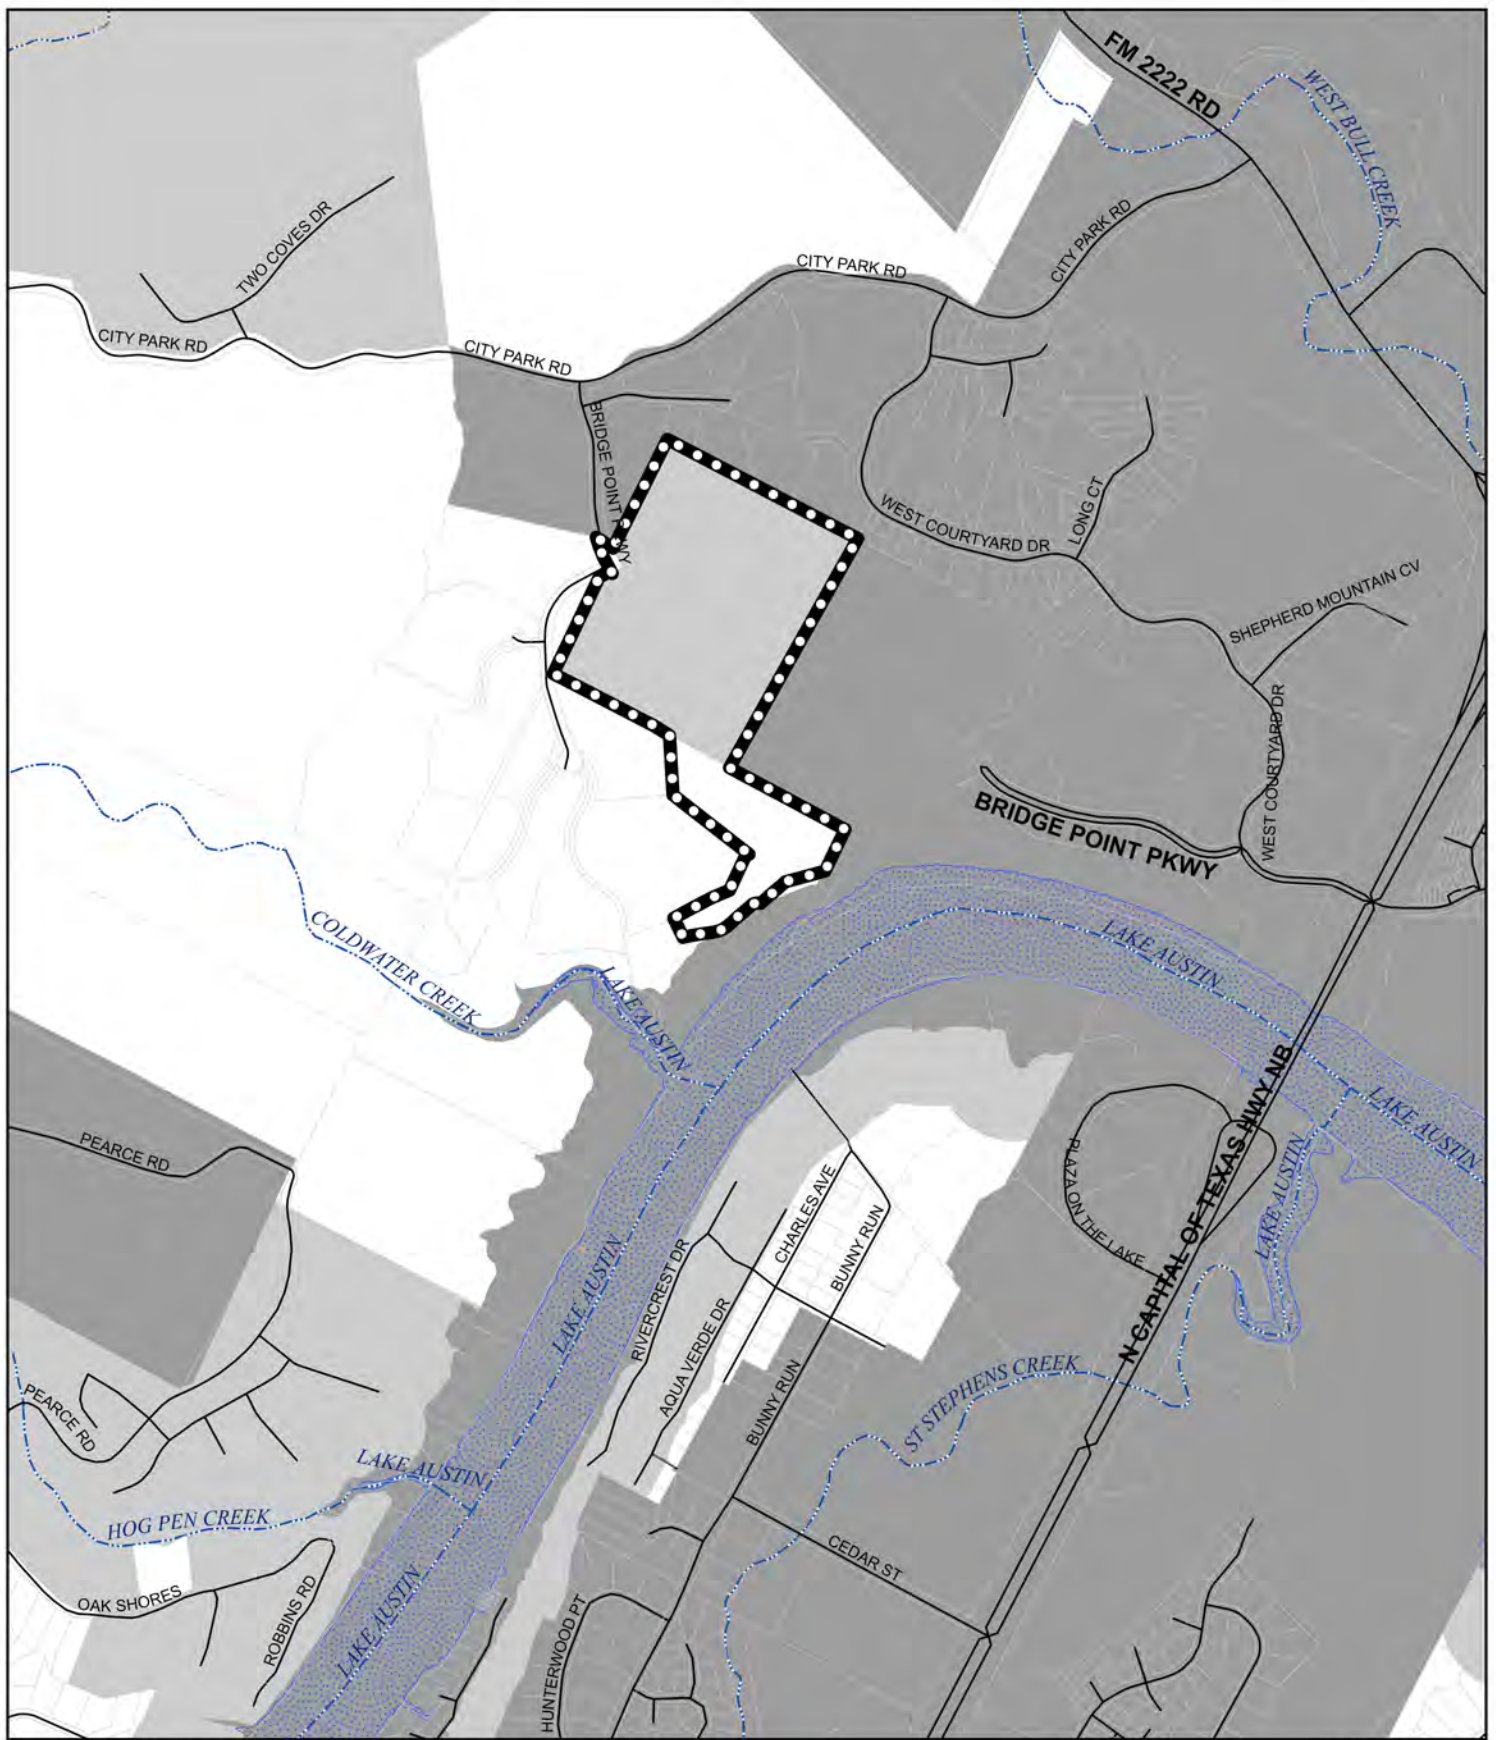 FM 2222 RD
WEST BULL CREEK
TWO COVES DR
CITY PARK RD
CITY PARK RD
CITY PARK RD
CITY PARK RD
BRIDGE POINT PKWY
WEST COURTYARD DR
LONG CT
SHEPHERD MOUNTAIN CV
WEST COURTYARD DR
BRIDGE POINT PKWY
COLDWATER CREEK
LAKE AUSTIN
LAKE AUSTIN
N CAPITAL OF TEXAS HWY NB
LAKE AUSTIN
LAKE AUSTIN
PLAZA ON THE LAKE
PEARCE RD
CHARLES AVE
BUNNY RUN
RIVERCREST DR
LAKE AUSTIN
AQUA VERDE DR
BUNNY RUN
ST STEPHENS CREEK
PEARCE RD
LAKE AUSTIN
HOG PEN CREEK
CEDAR ST
OAK SHORES
ROBBINS RD
LAKE AUSTIN
HUNTERWOOD PT